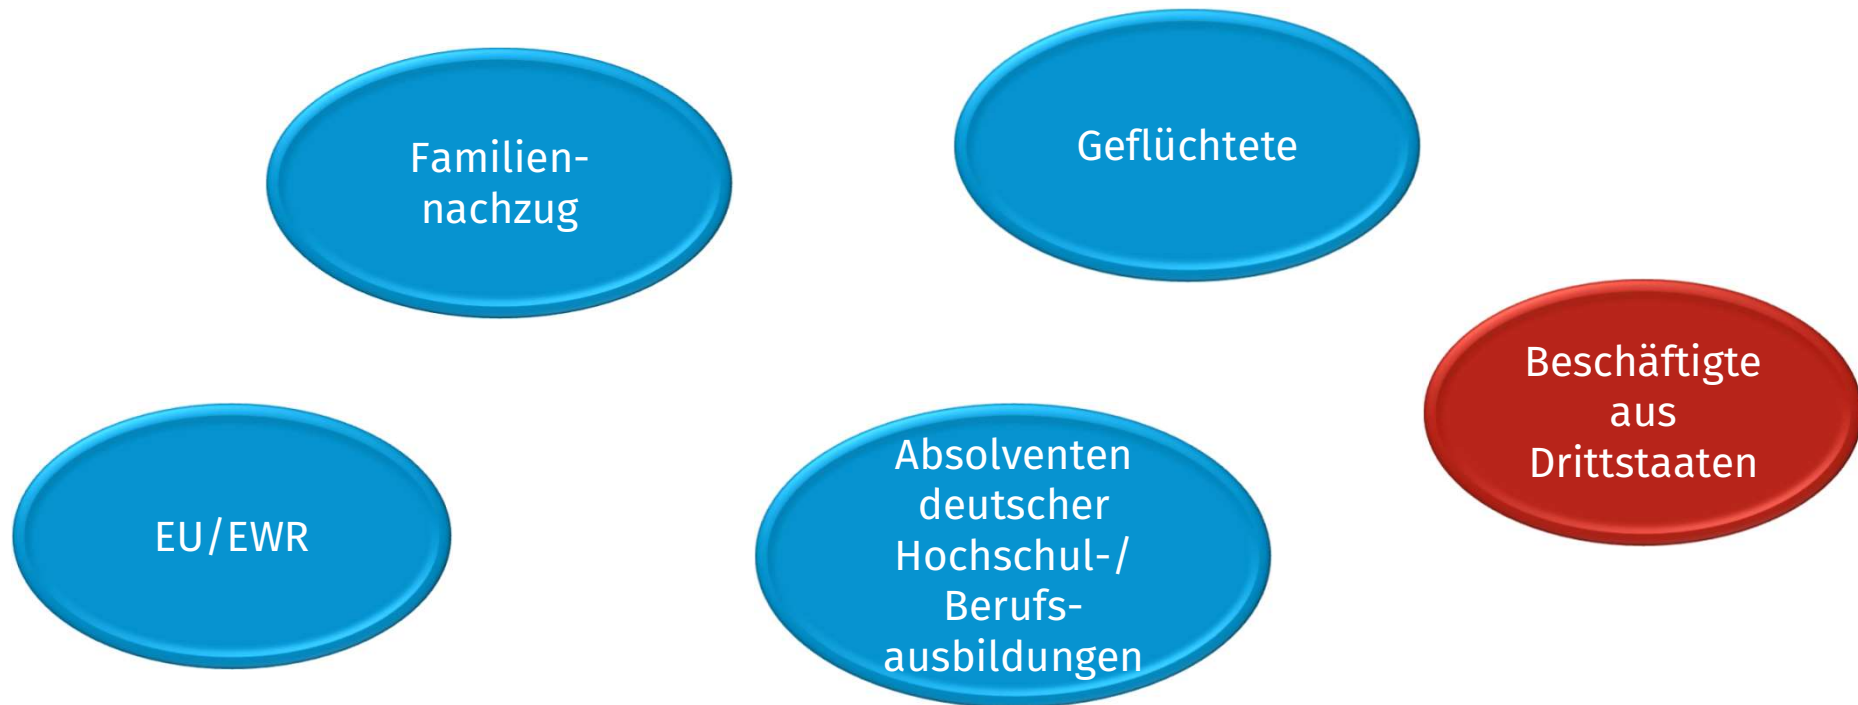 Familien-
nachzug
Geflüchtete
Beschäftigte
aus
Drittstaaten
EU/EWR
Absolventen
deutscher
Hochschul-/
Berufs-
ausbildungen